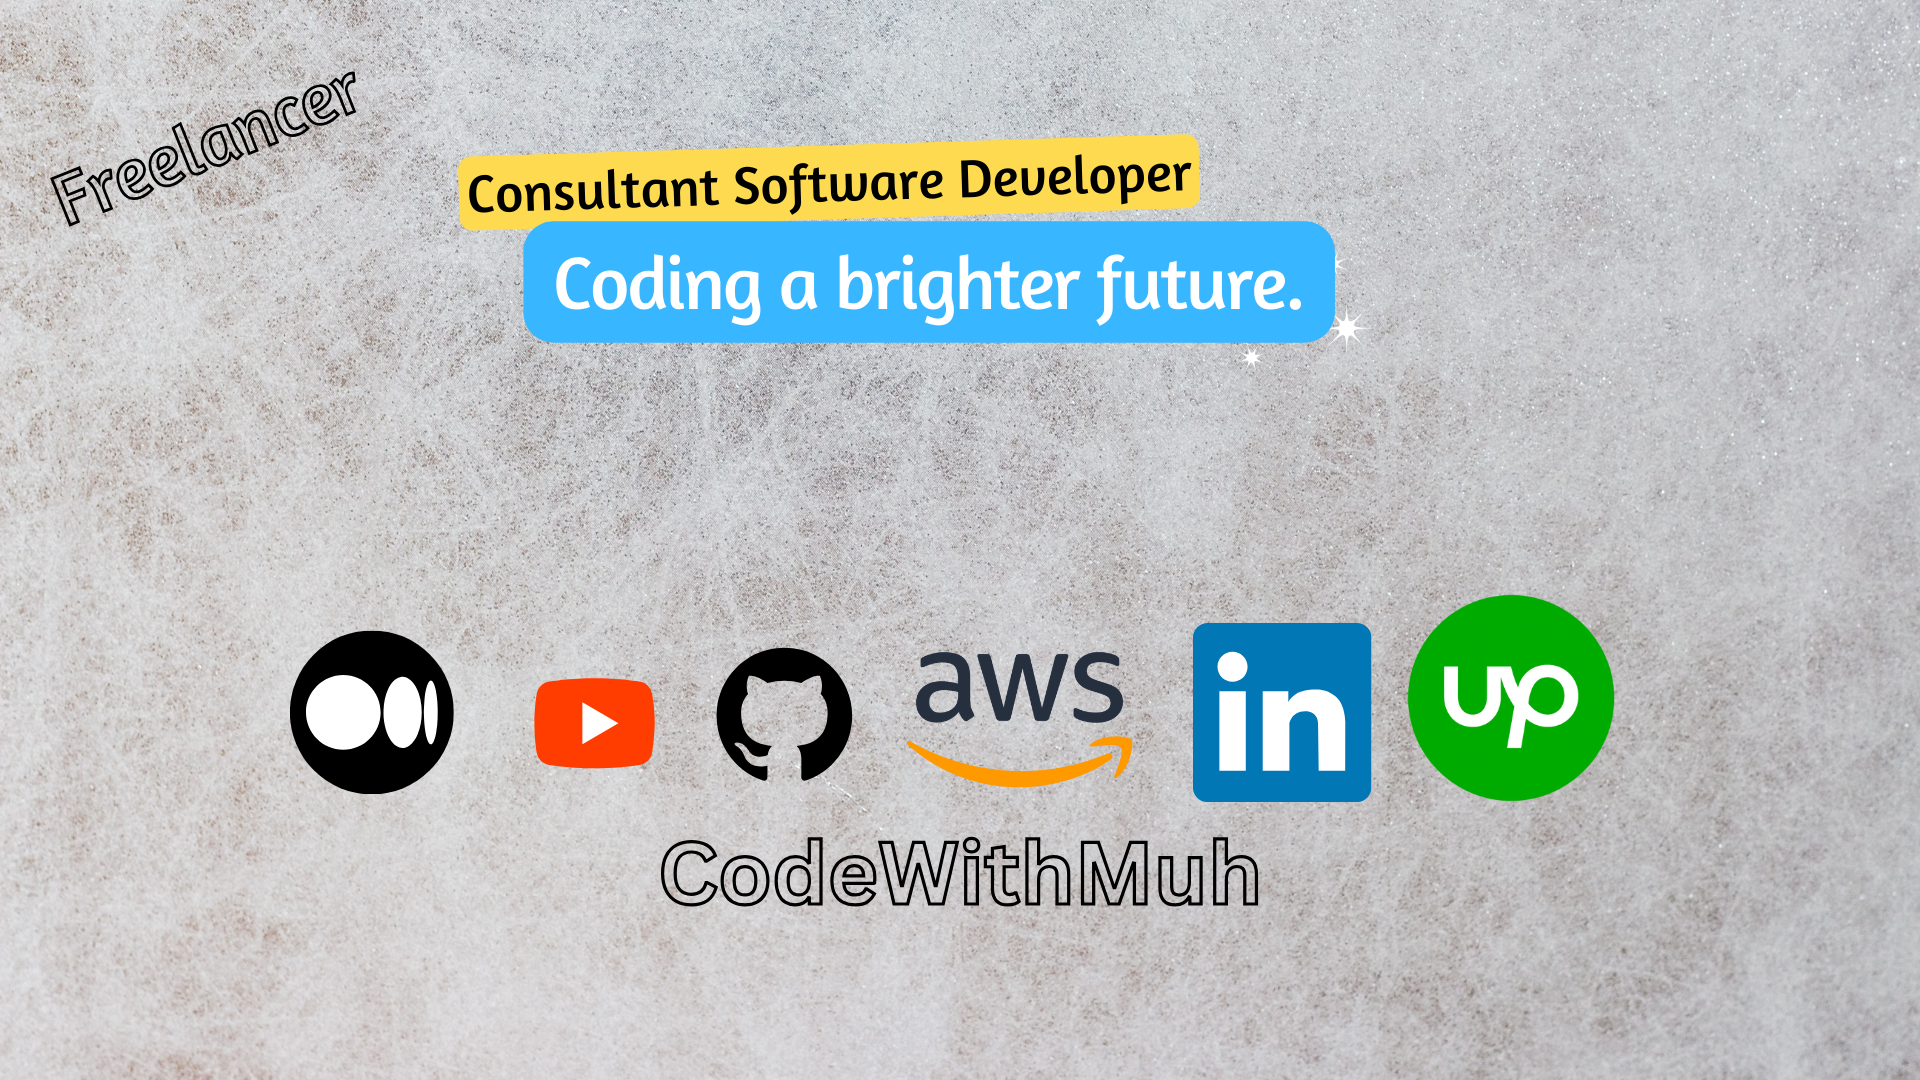 Freelancer
Consultant Software Developer
Coding a brighter future.
aws
in
up
CodeWithMuh